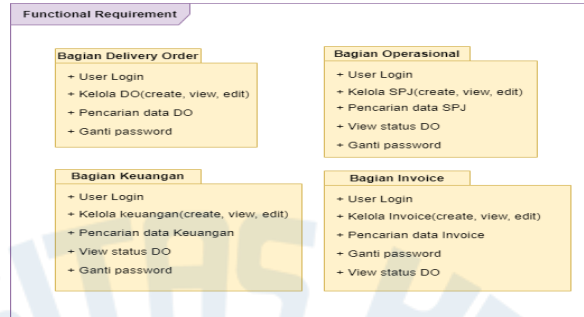 Functional Requirement
Bagian Delivery Order
+ User Login
+ Kelola DO(create, view, edit)
+ Pencarian data DO
+ Ganti password
Bagian Operasional
+ User Login
+ Kelola SPJ(create, view, edit)
+ Pencarian data SPJ
+ View status DO
+ Ganti password
Bagian Keuangan
+ User Login
+ Kelola keuangan(create, view, edit)
+ Pencarian data Keuangan
+ View status DO
+ Ganti password
Bagian Invoice
+ User Login
+ Kelola Invoice(create, view, edit)
+ Pencarian data Invoice
+ Ganti password
+ View status DO